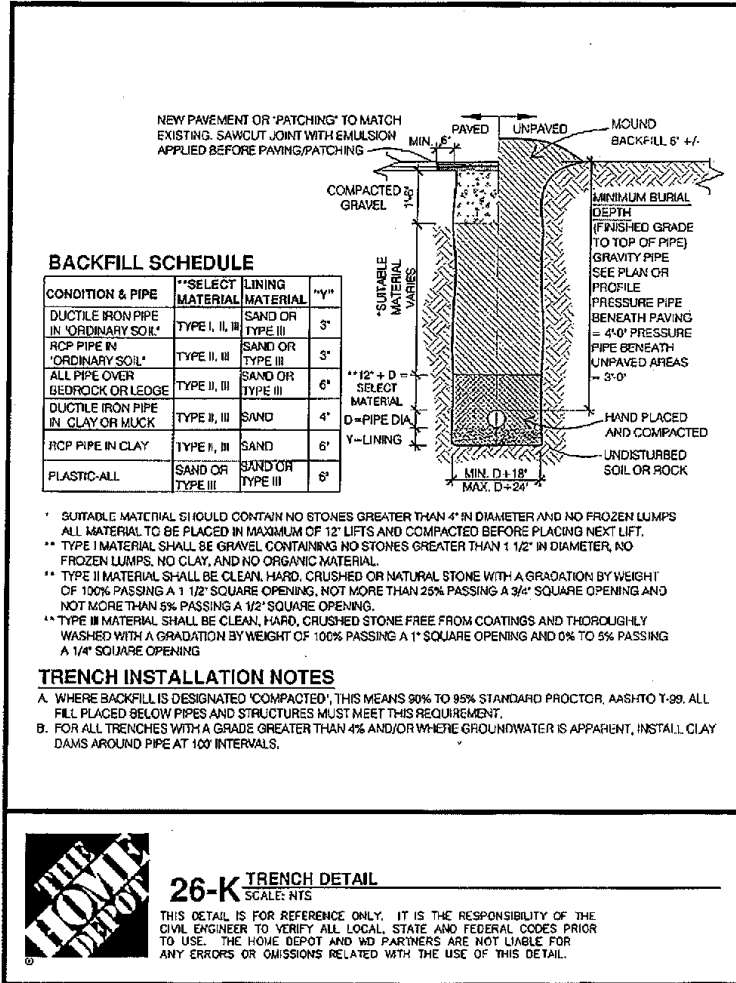 NEW PAVEMENT OR "PATCHING" TO MATCH
EXISTING. SAWCUT JOINT WITH EMULSION
APPLIED BEFORE PAVING/PATCHING
MIN. 6"
PAVED
UNPAVED
MOUND
BACKFILL 6" +/-
COMPACTED
GRAVEL
1'-6"
*SUITABLE
MATERIAL
VARIES
MINIMUM BURIAL
DEPTH
(FINISHED GRADE
TO TOP OF PIPE)
GRAVITY PIPE
SEE PLAN OR
PROFILE
PRESSURE PIPE
BENEATH PAVING
= 4'-0" PRESSURE
PIPE BENEATH
UNPAVED AREAS
= 3'-0"
**12" + D =
SELECT
MATERIAL
D=PIPE DIA.
Y=LINING
HAND PLACED
AND COMPACTED
UNDISTURBED
SOIL OR ROCK
MIN. D+18"
MAX. D+24"
BACKFILL SCHEDULE
CONDITION & PIPE **SELECT MATERIAL LINING MATERIAL "Y"
DUCTILE IRON PIPE IN "ORDINARY SOIL" TYPE I, II, III SAND OR TYPE III 3"
RCP PIPE IN "ORDINARY SOIL" TYPE II, III SAND OR TYPE III 3"
ALL PIPE OVER BEDROCK OR LEDGE TYPE II, III SAND OR TYPE III 6"
DUCTILE IRON PIPE IN CLAY OR MUCK TYPE II, III SAND 4"
RCP PIPE IN CLAY TYPE II, III SAND 6"
PLASTIC-ALL SAND OR TYPE III SAND OR TYPE III 6"
* SUITABLE MATERIAL SHOULD CONTAIN NO STONES GREATER THAN 4" IN DIAMETER AND NO FROZEN LUMPS
ALL MATERIAL TO BE PLACED IN MAXIMUM OF 12" LIFTS AND COMPACTED BEFORE PLACING NEXT LIFT.
** TYPE I MATERIAL SHALL BE GRAVEL CONTAINING NO STONES GREATER THAN 1 1/2" IN DIAMETER, NO
FROZEN LUMPS, NO CLAY, AND NO ORGANIC MATERIAL.
** TYPE II MATERIAL SHALL BE CLEAN, HARD, CRUSHED OR NATURAL STONE WITH A GRADATION BY WEIGHT
OF 100% PASSING A 1 1/2" SQUARE OPENING, NOT MORE THAN 25% PASSING A 3/4" SQUARE OPENING AND
NOT MORE THAN 5% PASSING A 1/2" SQUARE OPENING.
** TYPE III MATERIAL SHALL BE CLEAN, HARD, CRUSHED STONE FREE FROM COATINGS AND THOROUGHLY
WASHED WITH A GRADATION BY WEIGHT OF 100% PASSING A 1" SQUARE OPENING AND 0% TO 5% PASSING
A 1/4" SQUARE OPENING
TRENCH INSTALLATION NOTES
A. WHERE BACKFILL IS DESIGNATED "COMPACTED", THIS MEANS 90% TO 95% STANDARD PROCTOR, AASHTO T-99. ALL
FILL PLACED BELOW PIPES AND STRUCTURES MUST MEET THIS REQUIREMENT.
B. FOR ALL TRENCHES WITH A GRADE GREATER THAN 4% AND/OR WHERE GROUNDWATER IS APPARENT, INSTALL CLAY
DAMS AROUND PIPE AT 100' INTERVALS.
THE
HOME
DEPOT
®
26-K TRENCH DETAIL
SCALE: NTS
THIS DETAIL IS FOR REFERENCE ONLY. IT IS THE RESPONSIBILITY OF THE
CIVIL ENGINEER TO VERIFY ALL LOCAL, STATE AND FEDERAL CODES PRIOR
TO USE. THE HOME DEPOT AND WD PARTNERS ARE NOT LIABLE FOR
ANY ERRORS OR OMISSIONS RELATED WITH THE USE OF THIS DETAIL.